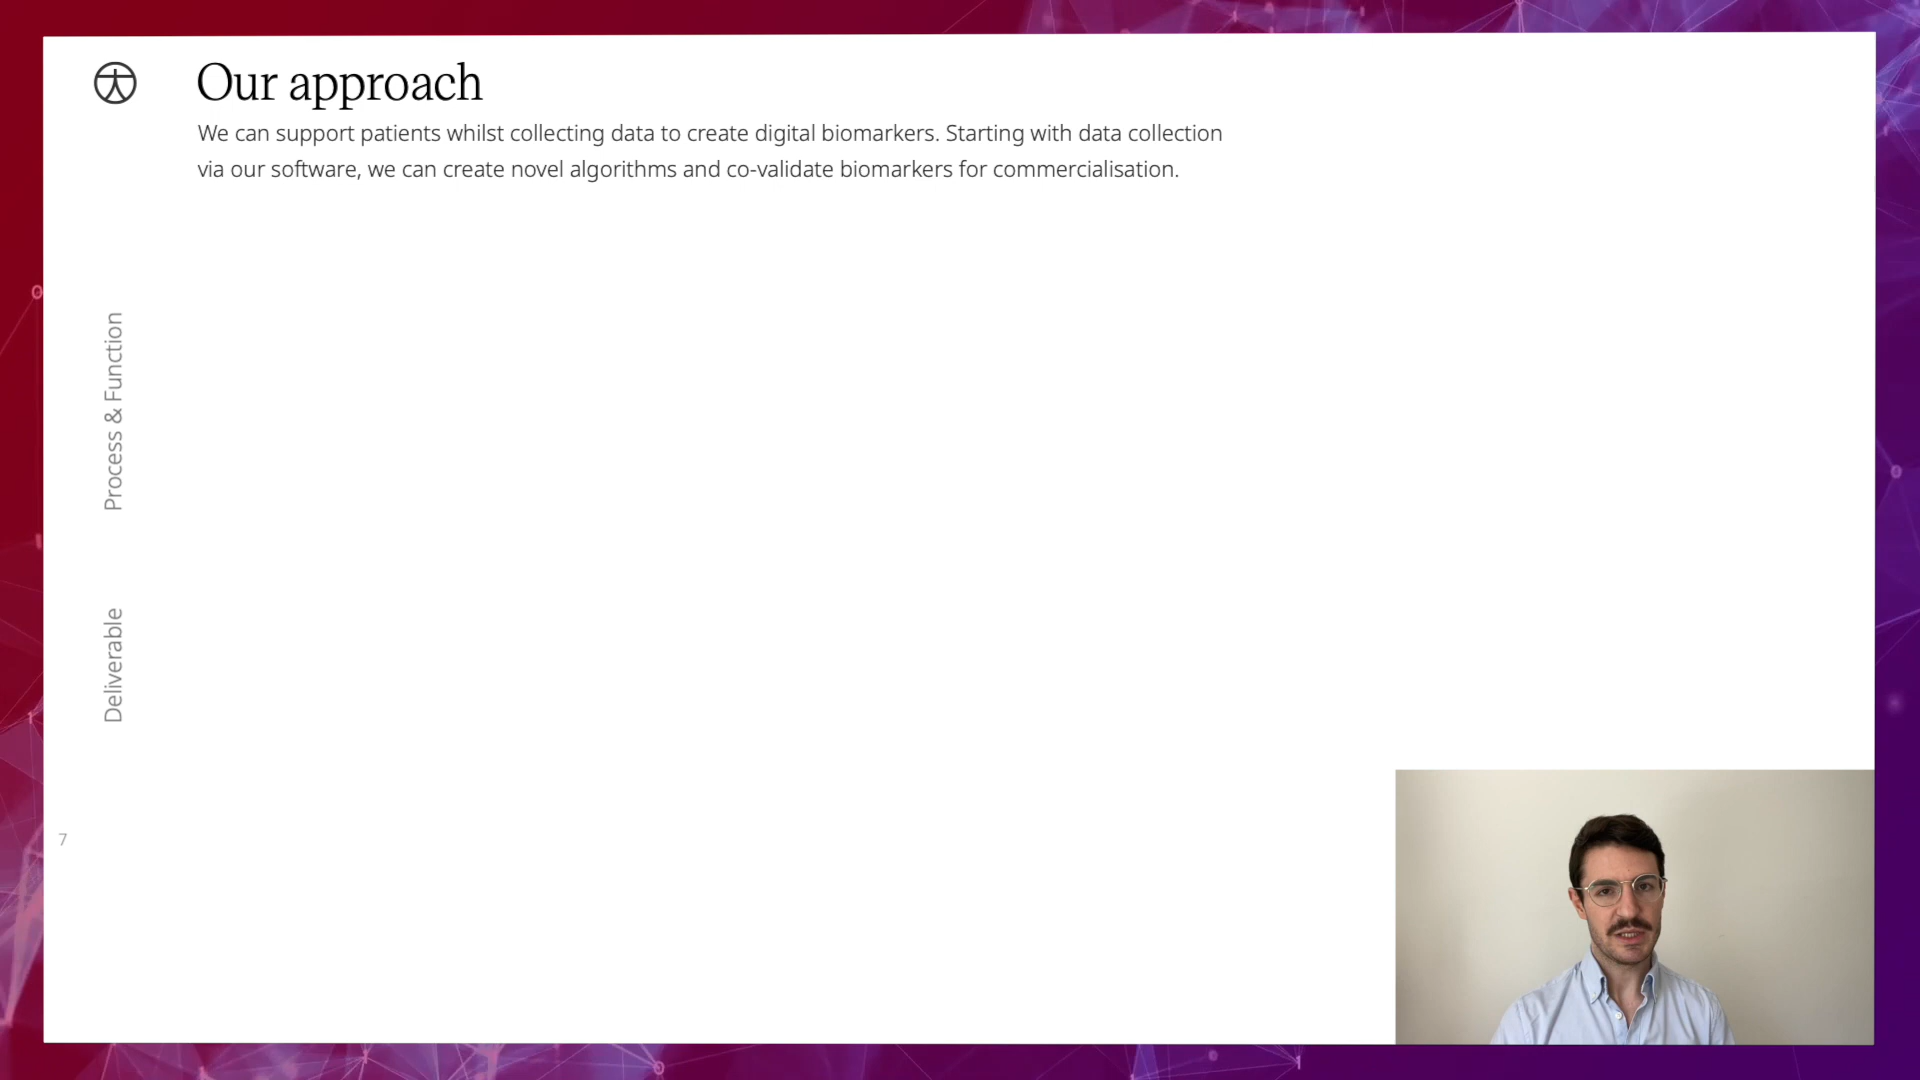 Our approach
We can support patients whilst collecting data to create digital biomarkers. Starting with data collection
via our software, we can create novel algorithms and co-validate biomarkers for commercialisation.
Process & Function
Deliverable
7